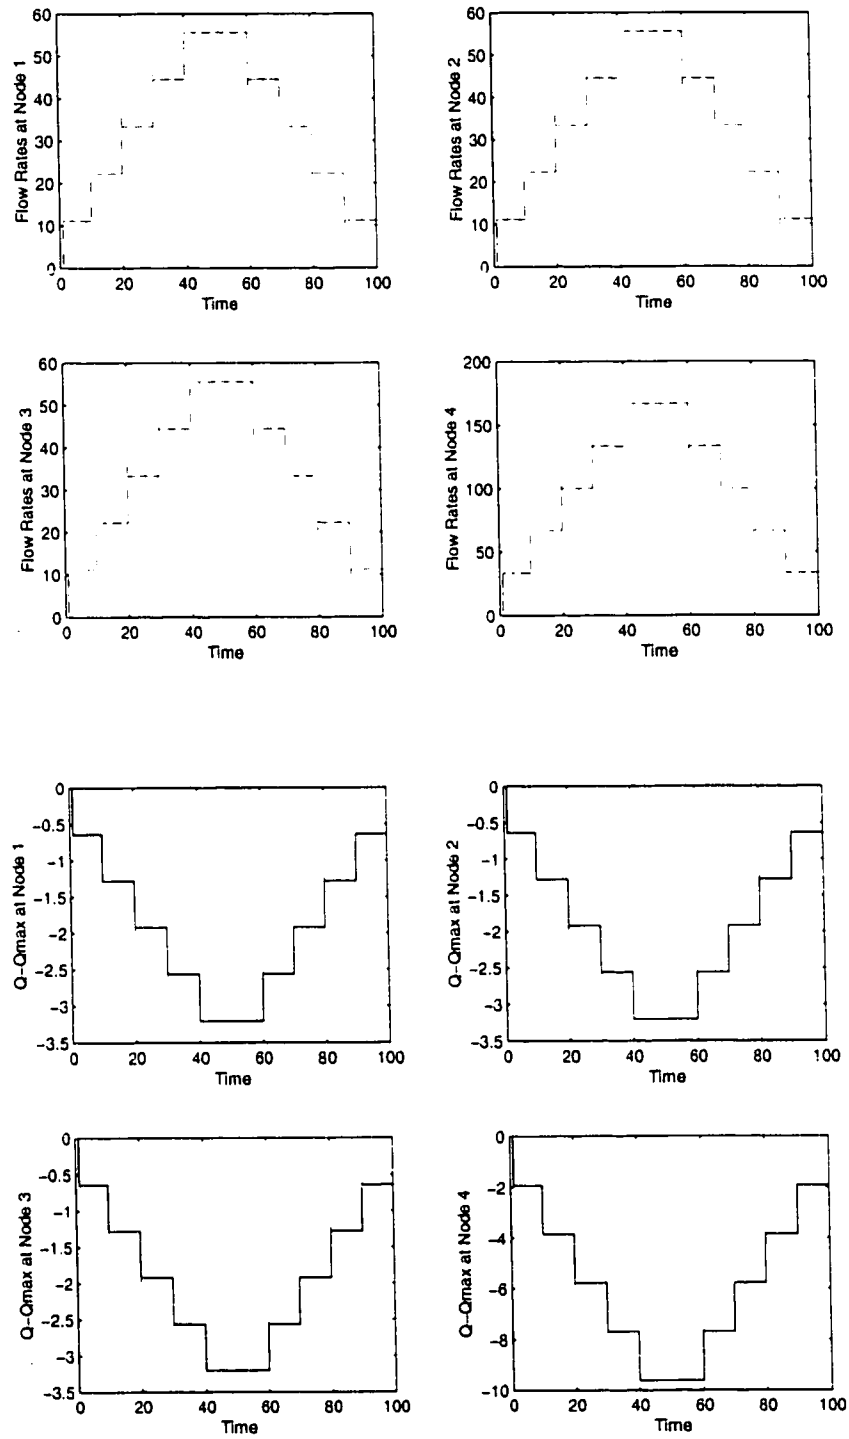 60
50
40
30
20
10
0
Flow Rates at Node 1
0 20 40 60 80 100
Time
60
50
40
30
20
10
0
Flow Rates at Node 2
0 20 40 60 80 100
Time
60
50
40
30
20
10
0
Flow Rates at Node 3
0 20 40 60 80 100
Time
200
150
100
50
0
Flow Rates at Node 4
0 20 40 60 80 100
Time
0
-0.5
-1
-1.5
-2
-2.5
-3
-3.5
Q-Qmax at Node 1
0 20 40 60 80 100
Time
0
-0.5
-1
-1.5
-2
-2.5
-3
-3.5
Q-Qmax at Node 2
0 20 40 60 80 100
Time
0
-0.5
-1
-1.5
-2
-2.5
-3
-3.5
Q-Qmax at Node 3
0 20 40 60 80 100
Time
0
-2
-4
-6
-8
-10
Q-Qmax at Node 4
0 20 40 60 80 100
Time